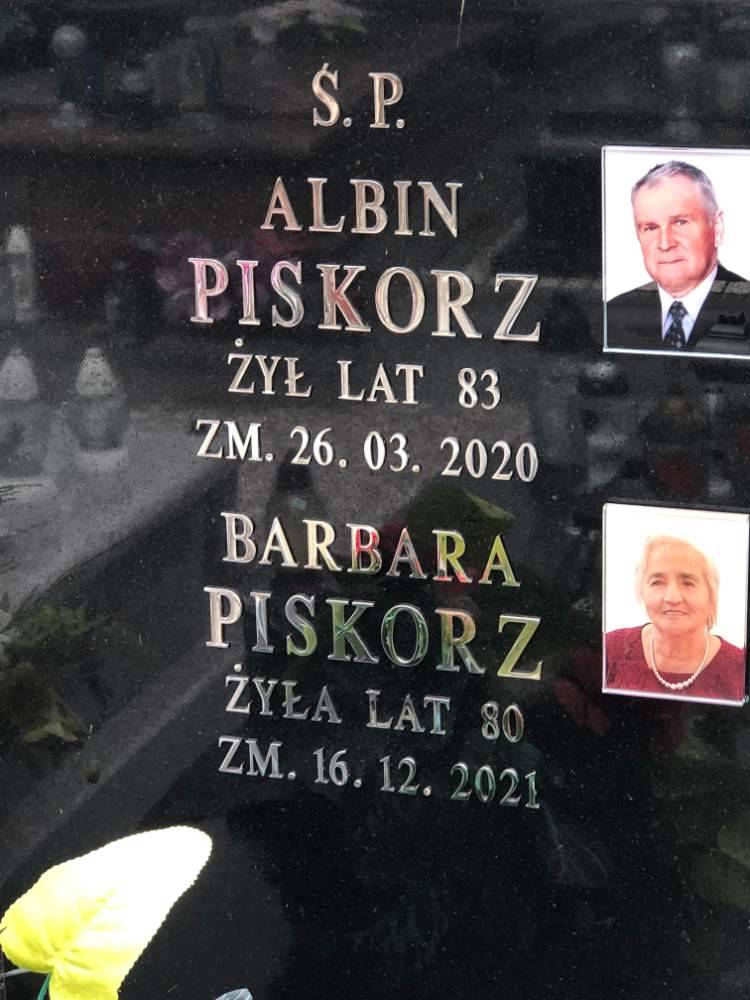 Ś. P.
ALBIN
PISKORZ
ŻYŁ LAT 83
ZM. 26. 03. 2020
BARBARA
PISKORZ
ŻYŁA LAT 80
ZM. 16. 12. 2021